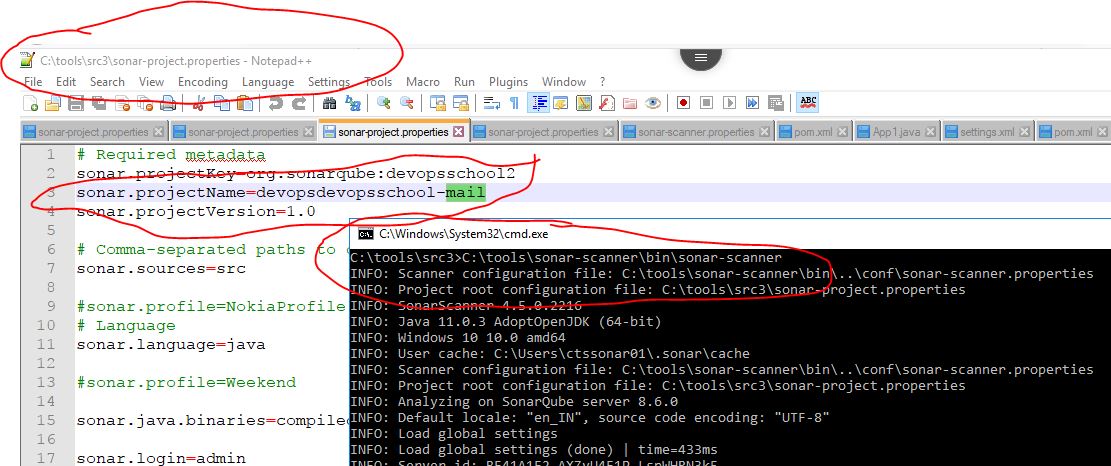 C:\tools\src3\sonar-project.properties - Notepad++
File Edit Search View Encoding Language Settings Tools Macro Run Plugins Window ?
ABC
sonar-project.properties sonar-project.properties sonar-project.properties sonar-project.properties sonar-scanner.properties pom.xml App1.java settings.xml pom.xml
1 # Required metadata
2 sonar.projectKey=org.sonarqube:devopsschool2
3 sonar.projectName=devopsdevopsschool-mail
4 sonar.projectVersion=1.0
5
6 # Comma-separated paths to
7 sonar.sources=src
8
9 #sonar.profile=NokiaProfile
10 # Language
11 sonar.language=java
12
13 #sonar.profile=Weekend
14
15 sonar.java.binaries=compiled
16
17 sonar.login=admin
C:\Windows\System32\cmd.exe
C:\tools\src3>C:\tools\sonar-scanner\bin\sonar-scanner
INFO: Scanner configuration file: C:\tools\sonar-scanner\bin\..\conf\sonar-scanner.properties
INFO: Project root configuration file: C:\tools\src3\sonar-project.properties
INFO: SonarScanner 4.5.0.2216
INFO: Java 11.0.3 AdoptOpenJDK (64-bit)
INFO: Windows 10 10.0 amd64
INFO: User cache: C:\Users\ctssonar01\.sonar\cache
INFO: Scanner configuration file: C:\tools\sonar-scanner\bin\..\conf\sonar-scanner.properties
INFO: Project root configuration file: C:\tools\src3\sonar-project.properties
INFO: Analyzing on SonarQube server 8.6.0
INFO: Default locale: "en_IN", source code encoding: "UTF-8"
INFO: Load global settings
INFO: Load global settings (done) | time=433ms
INFO: Server id: